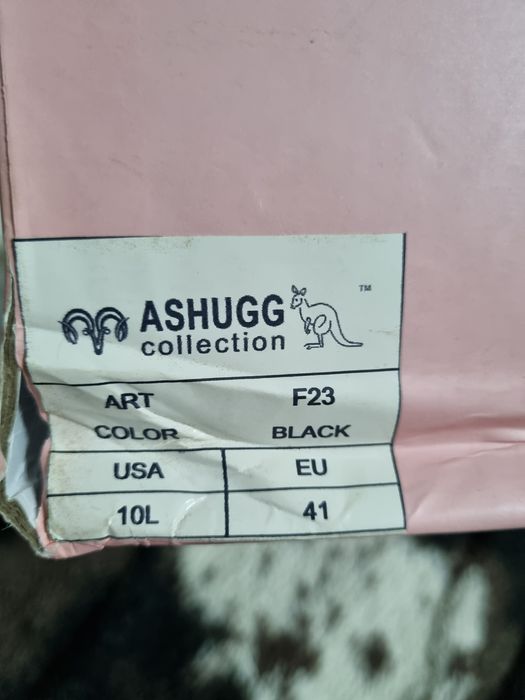 ASHUGG ™
collection
ART F23
COLOR BLACK
USA EU
10L 41